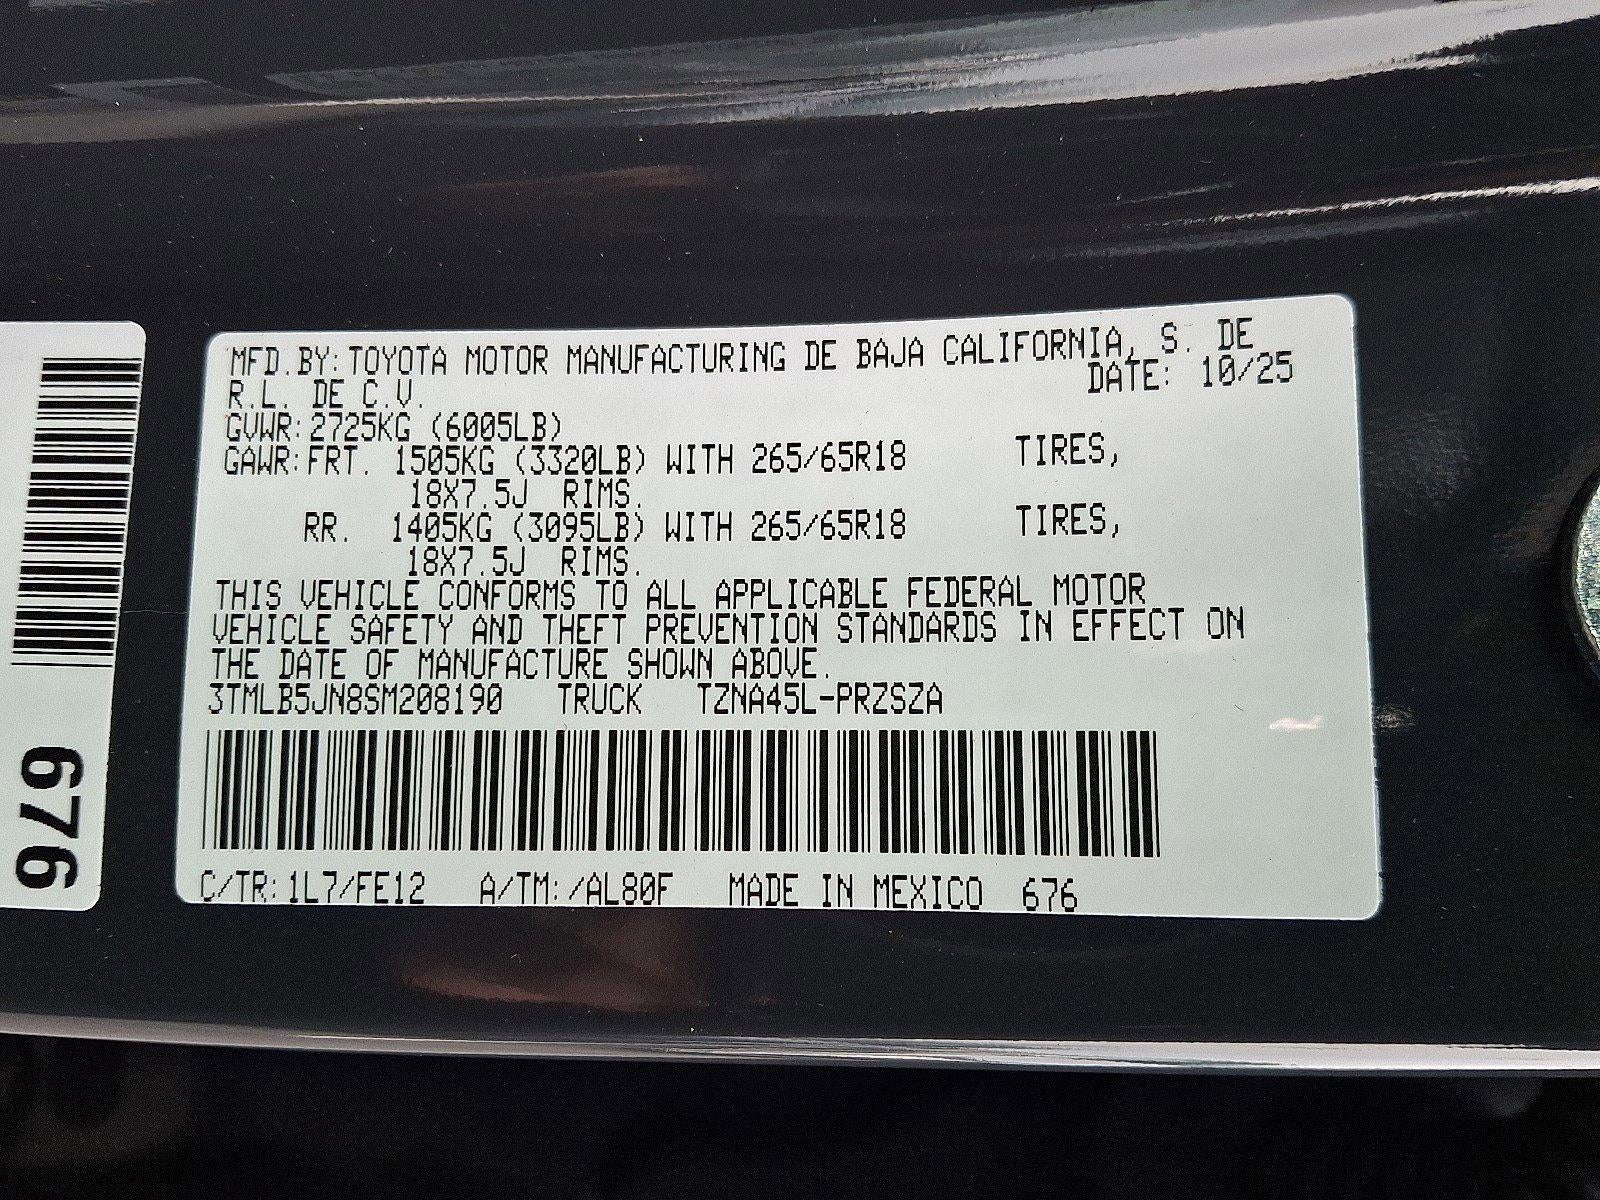 MFD.BY:TOYOTA MOTOR MANUFACTURING DE BAJA CALIFORNIA, S. DE
R.L. DE C.V. DATE: 10/25
GVWR:2725KG (6005LB)
GAWR:FRT. 1505KG (3320LB) WITH 265/65R18 TIRES,
18X7.5J RIMS.
RR. 1405KG (3095LB) WITH 265/65R18 TIRES,
18X7.5J RIMS.
THIS VEHICLE CONFORMS TO ALL APPLICABLE FEDERAL MOTOR
VEHICLE SAFETY AND THEFT PREVENTION STANDARDS IN EFFECT ON
THE DATE OF MANUFACTURE SHOWN ABOVE.
3TMLB5JN8SM208190 TRUCK TZNA45L-PRZSZA
C/TR:1L7/FE12 A/TM:/AL80F MADE IN MEXICO 676
676